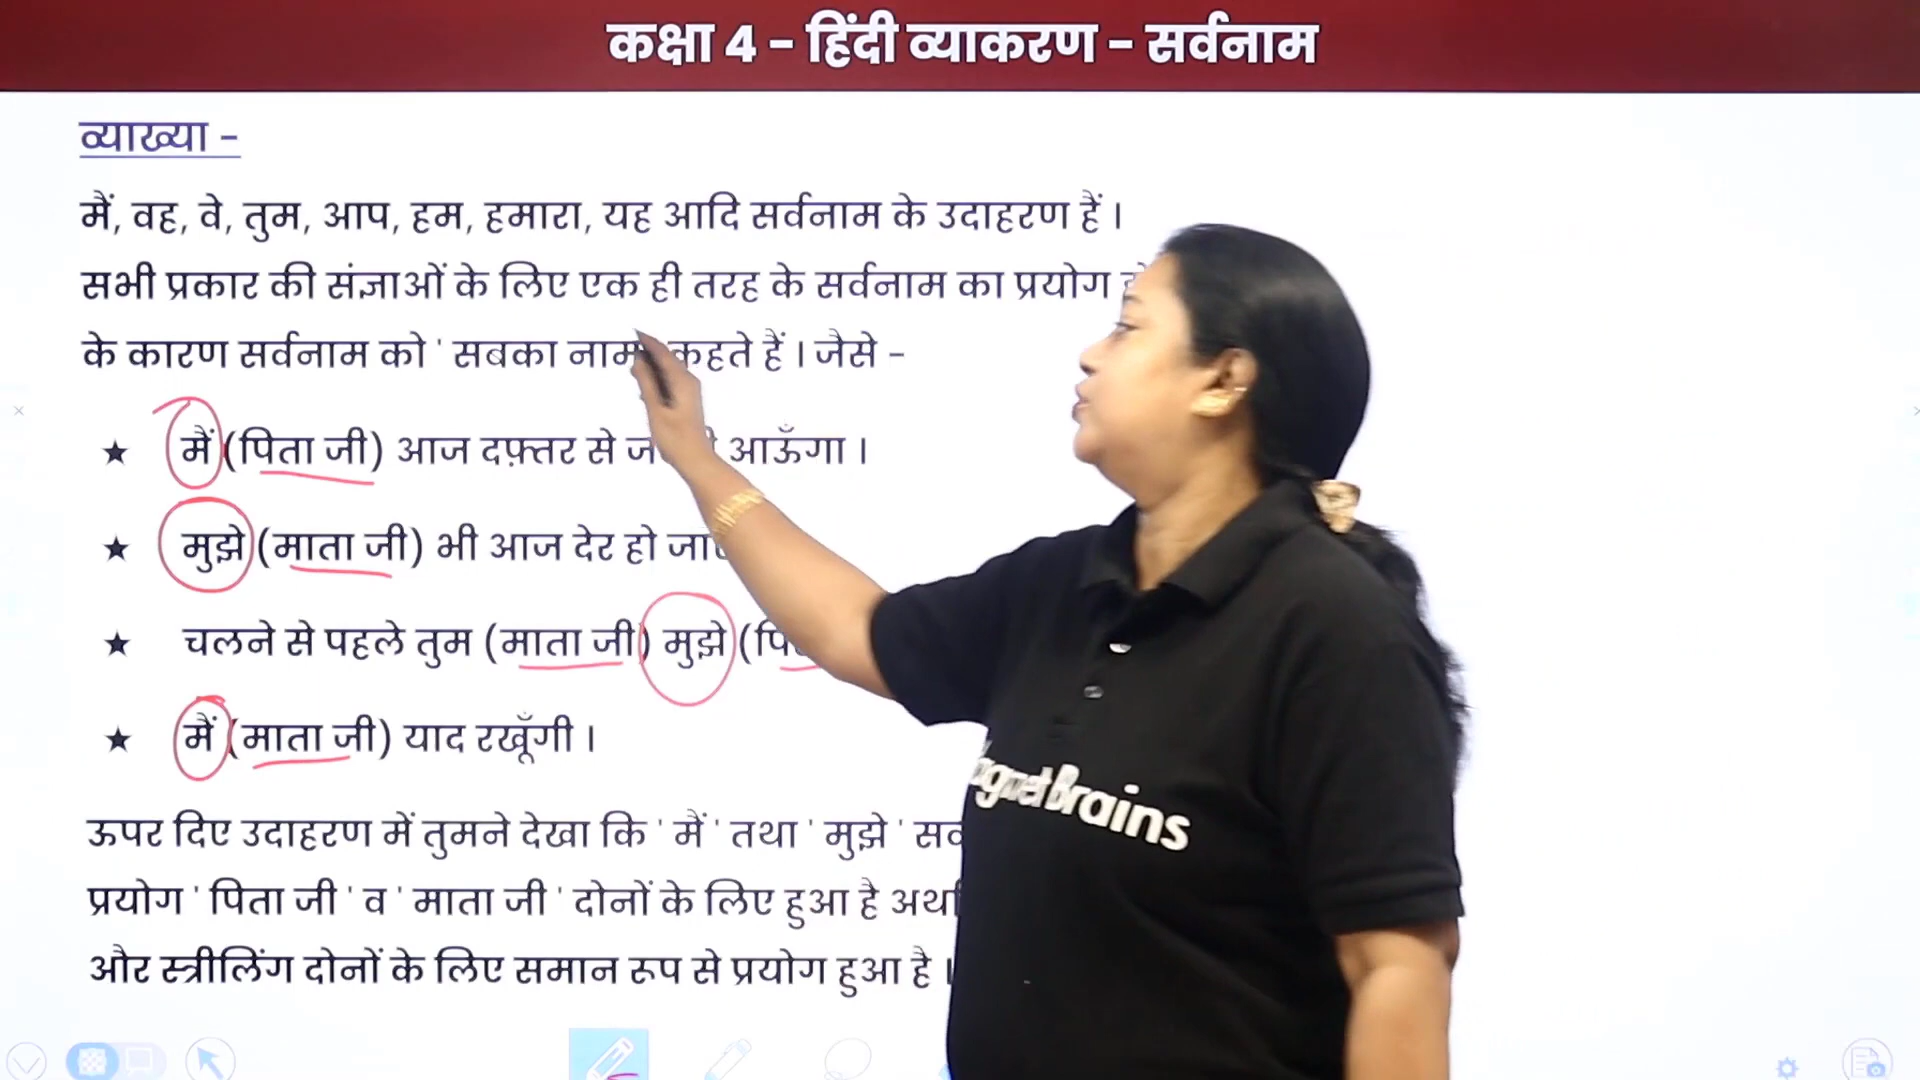 कक्षा 4 - हिंदी व्याकरण - सर्वनाम
व्याख्या -
मैं, वह, वे, तुम, आप, हम, हमारा, यह आदि सर्वनाम के उदाहरण हैं ।
सभी प्रकार की संज्ञाओं के लिए एक ही तरह के सर्वनाम का प्रयोग
के कारण सर्वनाम को ' सबका नाम कहते हैं । जैसे -
★ मैं (पिता जी) आज दफ़्तर से आऊँगा ।
★ मुझे (माता जी) भी आज देर हो
★ चलने से पहले तुम (माता जी) मुझे
★ मैं (माता जी) याद रखूँगी ।
ऊपर दिए उदाहरण में तुमने देखा कि ' मैं ' तथा ' मुझे '
प्रयोग ' पिता जी ' व ' माता जी ' दोनों के लिए हुआ है
और स्त्रीलिंग दोनों के लिए समान रूप से प्रयोग हुआ है ।
Brains